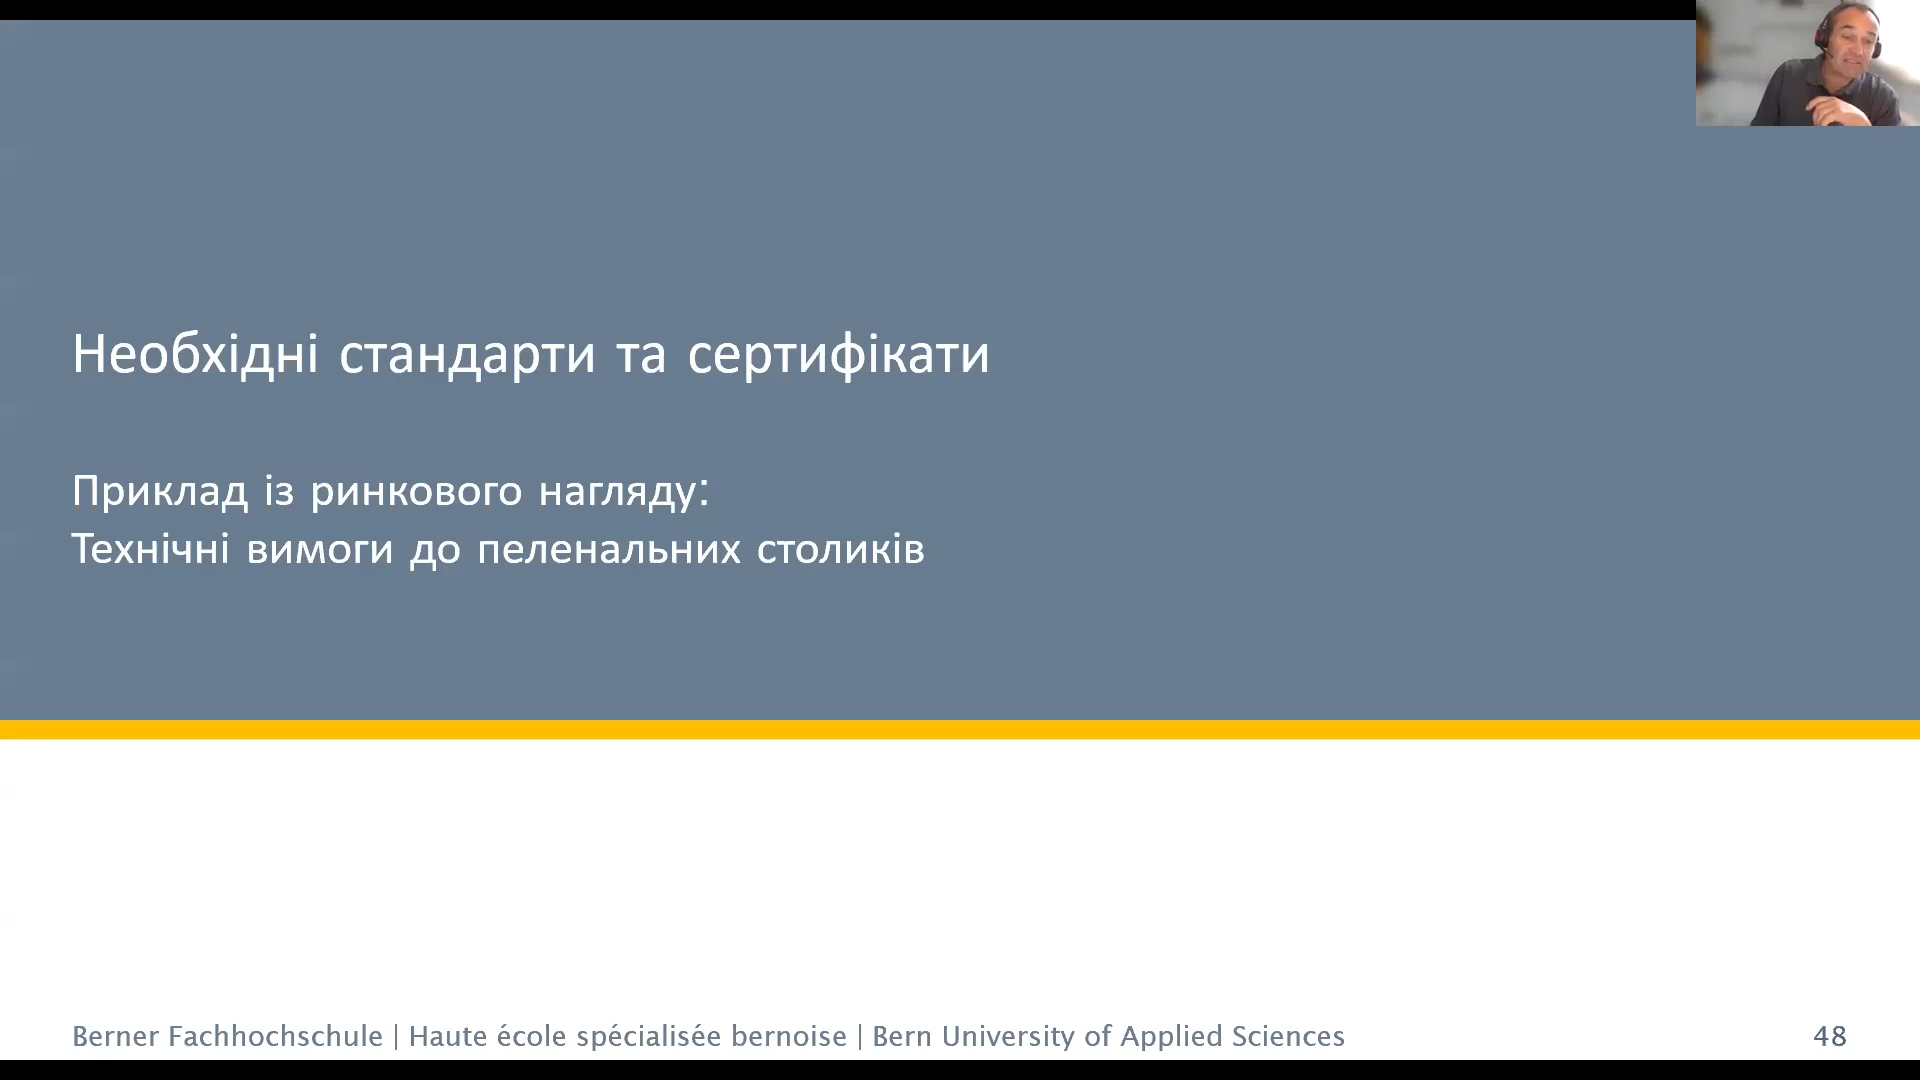 Необхідні стандарти та сертифікати
Приклад із ринкового нагляду:
Технічні вимоги до пеленальних столиків
Berner Fachhochschule | Haute école spécialisée bernoise | Bern University of Applied Sciences
48